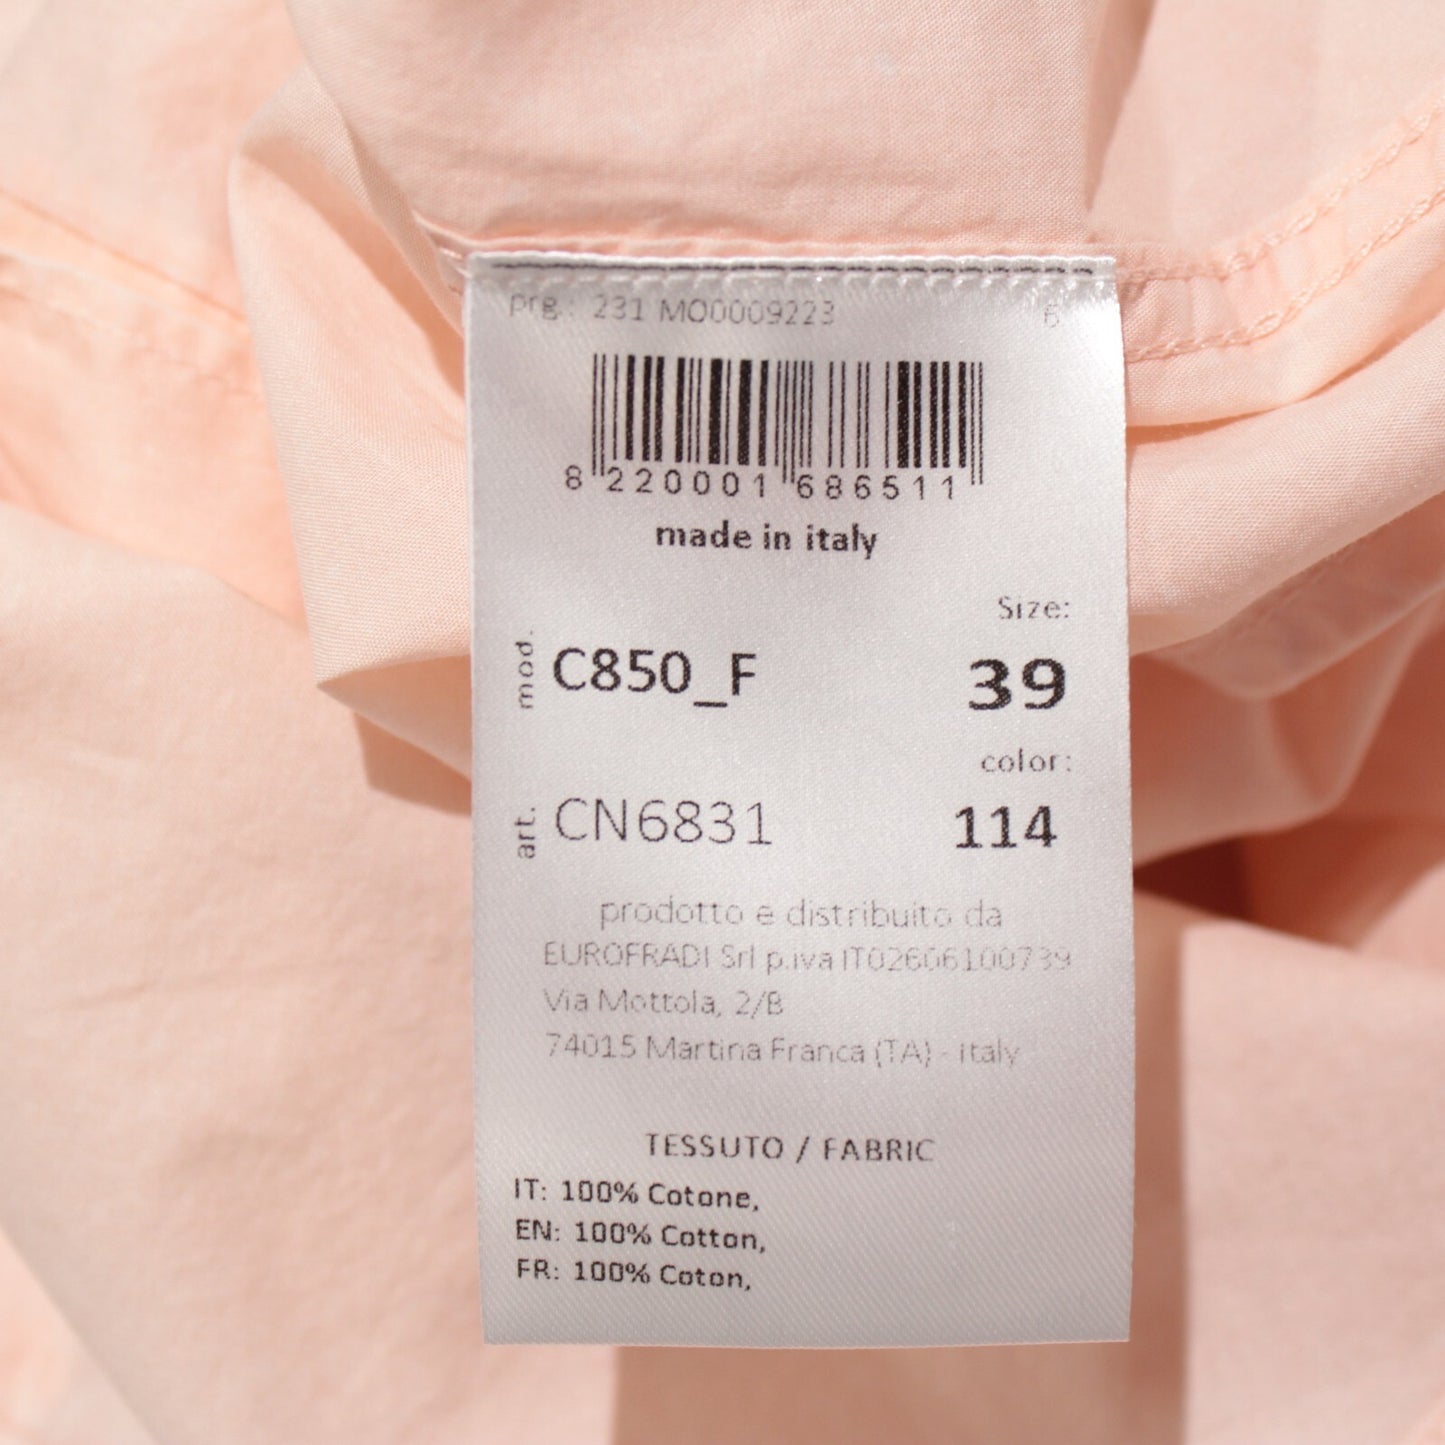 prg: 231 MO0009223 6
8 220001 686511
made in italy
Size:
mod. C850_F 39
color:
art. CN6831 114
prodotto e distribuito da
EUROFRADI Srl p.iva IT02606100739
Via Mottola, 2/B
74015 Martina Franca (TA) - italy
TESSUTO / FABRIC
IT: 100% Cotone,
EN: 100% Cotton,
FR: 100% Coton,